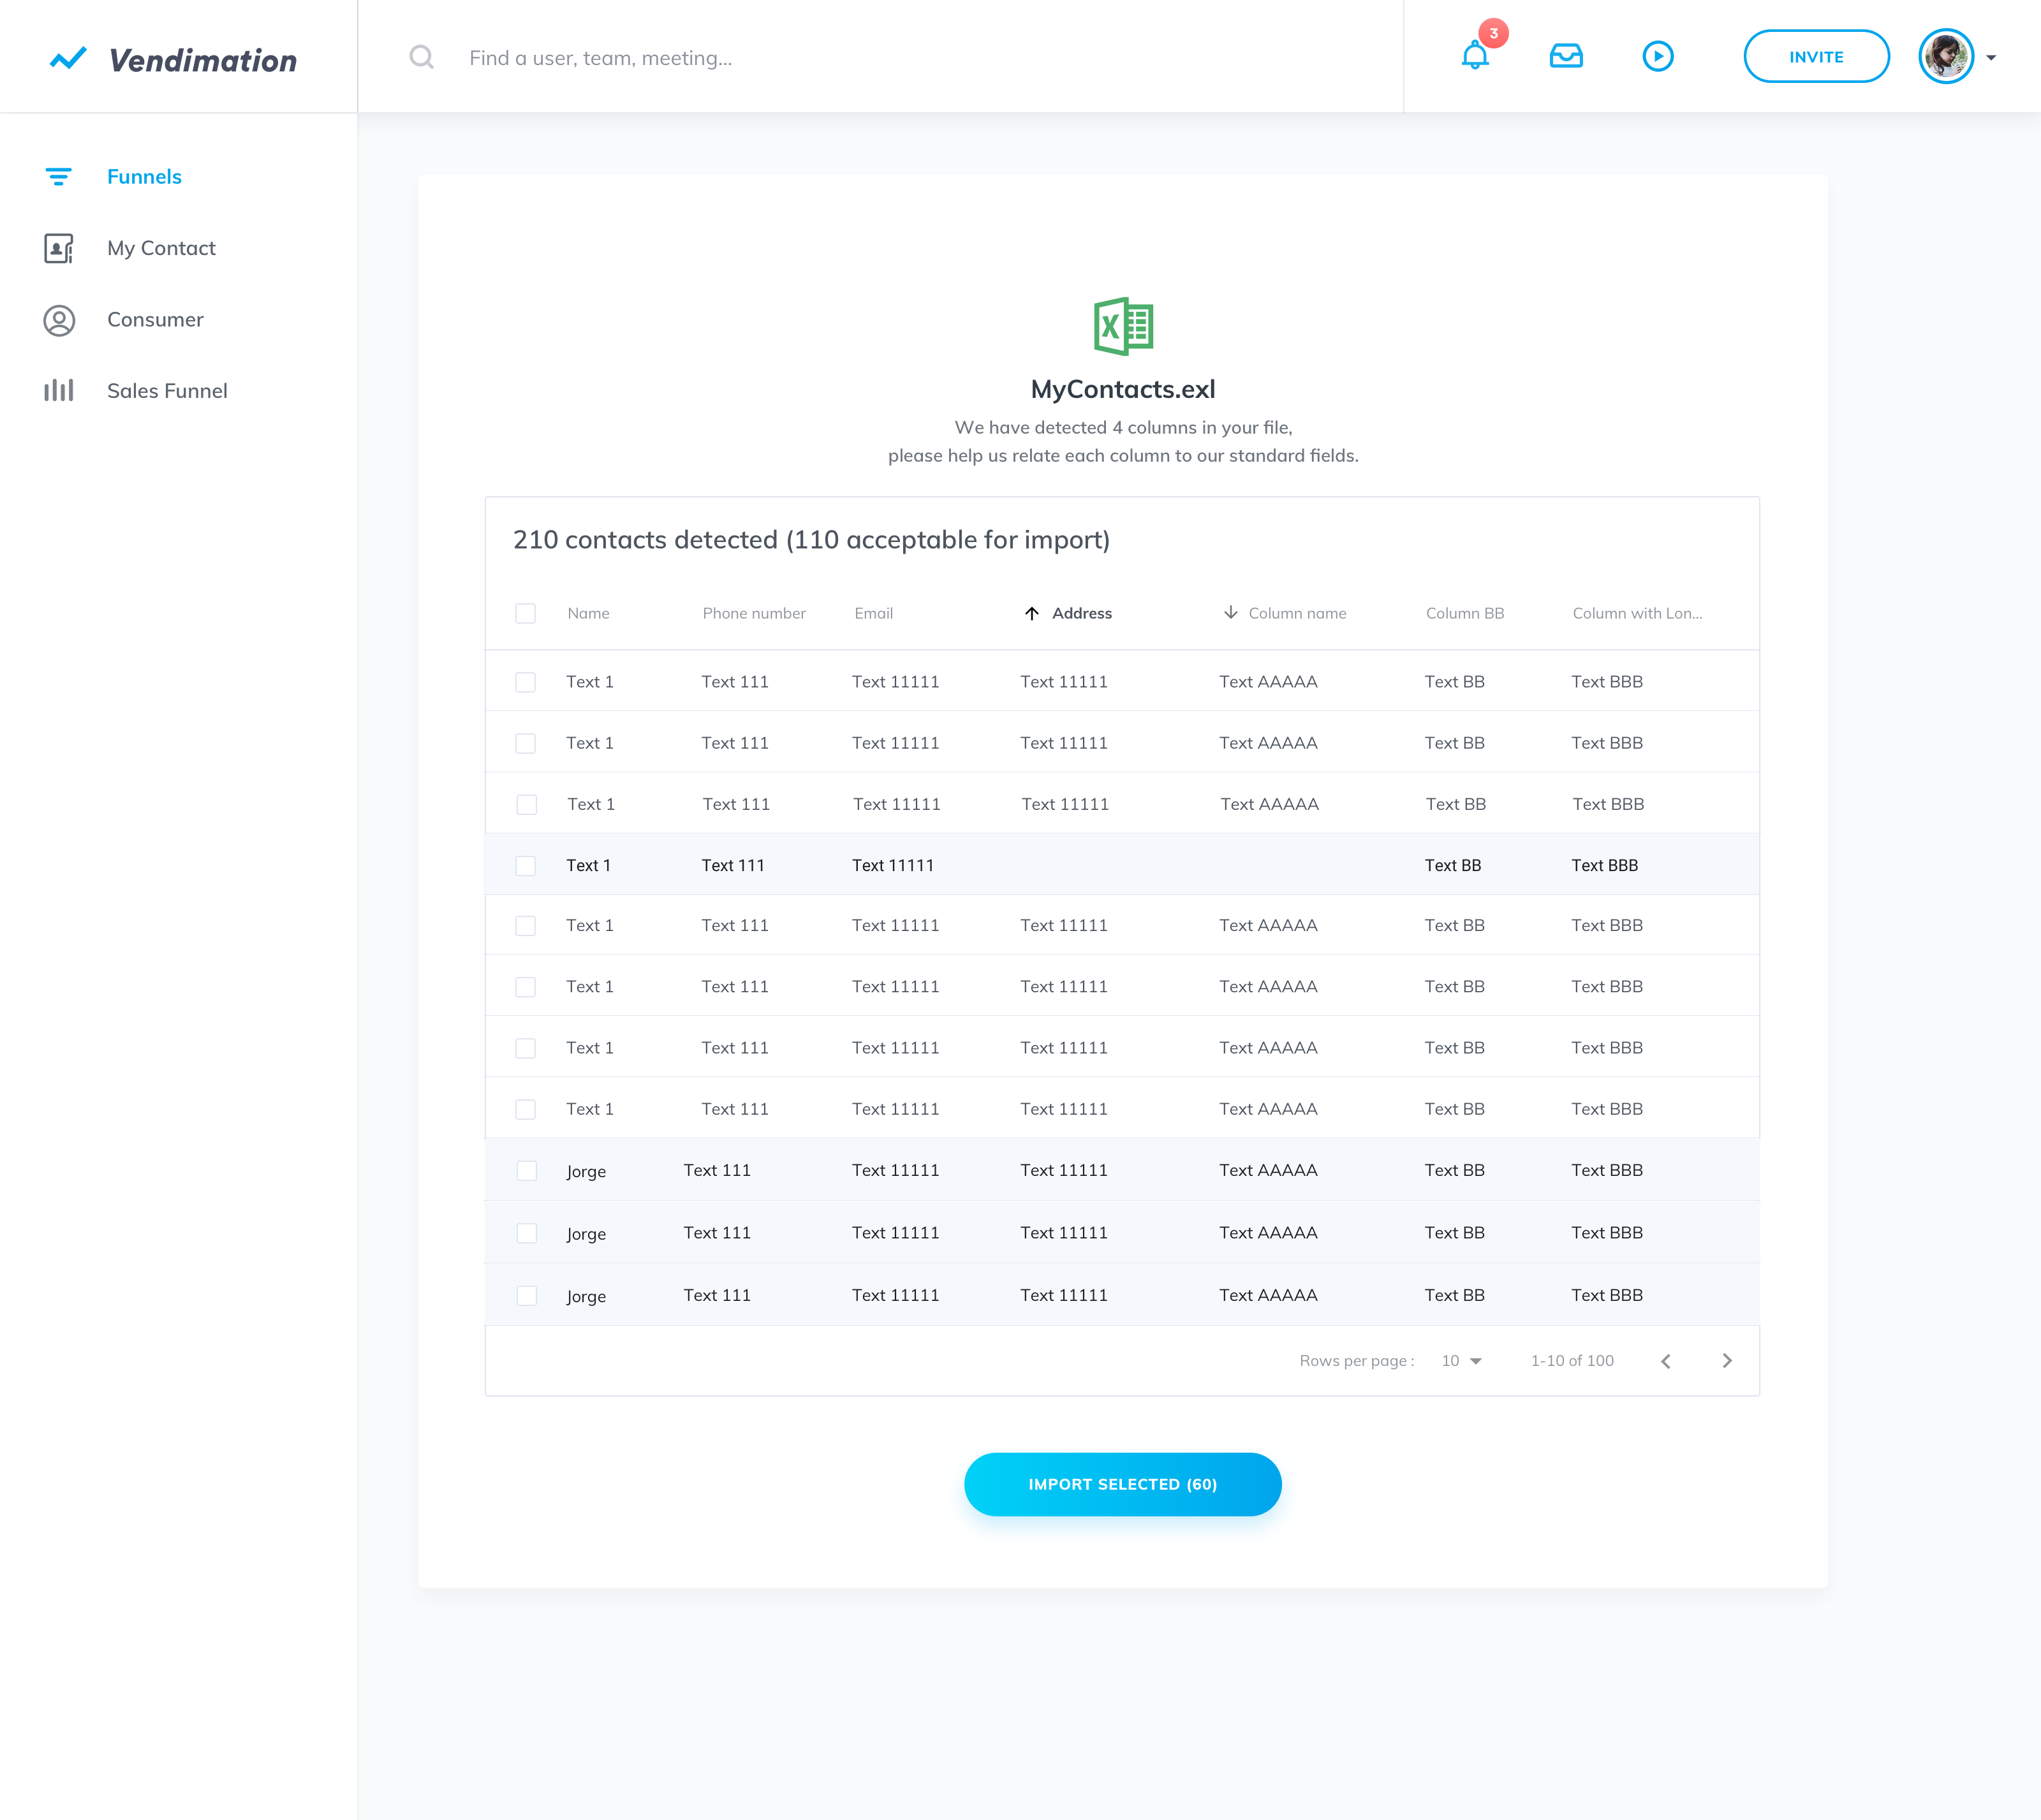 Vendimation
Find a user, team, meeting...
3
INVITE
Funnels
My Contact
Consumer
Sales Funnel
MyContacts.exl
We have detected 4 columns in your file,
please help us relate each column to our standard fields.
210 contacts detected (110 acceptable for import)
Name Phone number Email Address Column name Column BB Column with Lon...
Text 1 Text 111 Text 11111 Text 11111 Text AAAAA Text BB Text BBB
Text 1 Text 111 Text 11111 Text 11111 Text AAAAA Text BB Text BBB
Text 1 Text 111 Text 11111 Text 11111 Text AAAAA Text BB Text BBB
Text 1 Text 111 Text 11111 Text BB Text BBB
Text 1 Text 111 Text 11111 Text 11111 Text AAAAA Text BB Text BBB
Text 1 Text 111 Text 11111 Text 11111 Text AAAAA Text BB Text BBB
Text 1 Text 111 Text 11111 Text 11111 Text AAAAA Text BB Text BBB
Text 1 Text 111 Text 11111 Text 11111 Text AAAAA Text BB Text BBB
Jorge Text 111 Text 11111 Text 11111 Text AAAAA Text BB Text BBB
Jorge Text 111 Text 11111 Text 11111 Text AAAAA Text BB Text BBB
Jorge Text 111 Text 11111 Text 11111 Text AAAAA Text BB Text BBB
Rows per page : 10 1-10 of 100
IMPORT SELECTED (60)